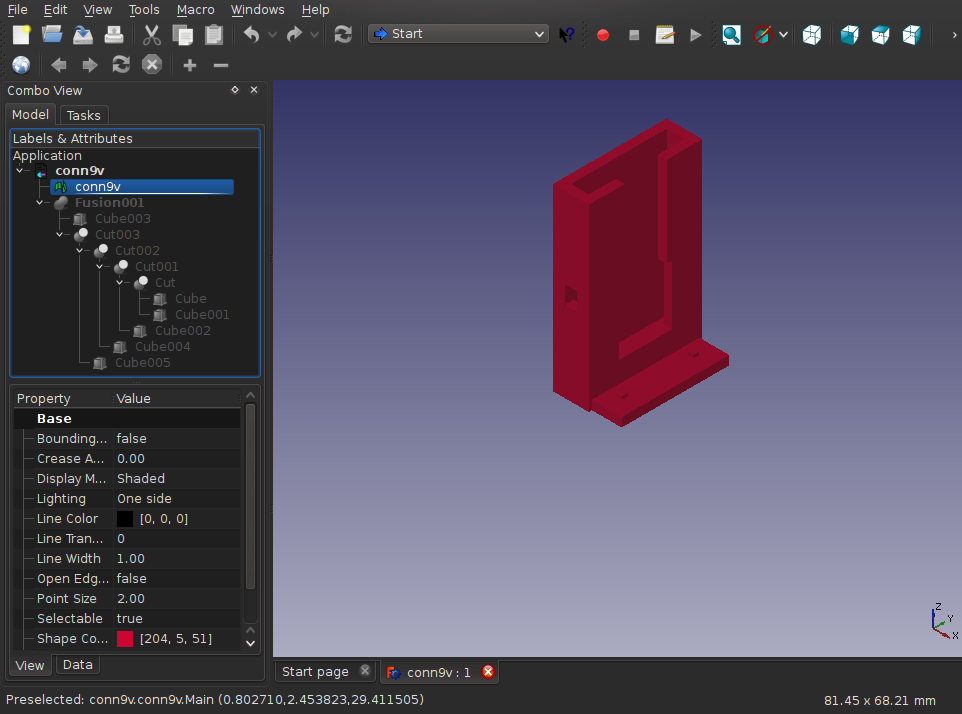 File Edit View Tools Macro Windows Help
Start
Combo View
Model Tasks
Labels & Attributes
Application
conn9v
conn9v
Fusion001
Cube003
Cut003
Cut002
Cut001
Cut
Cube
Cube001
Cube002
Cube004
Cube005
Property Value
Base
Bounding... false
Crease A... 0.00
Display M... Shaded
Lighting One side
Line Color [0, 0, 0]
Line Tran... 0
Line Width 1.00
Open Edg... false
Point Size 2.00
Selectable true
Shape Co... [204, 5, 51]
View Data
Z
Y
X
Start page conn9v : 1
Preselected: conn9v.conn9v.Main (0.802710,2.453823,29.411505) 81.45 x 68.21 mm